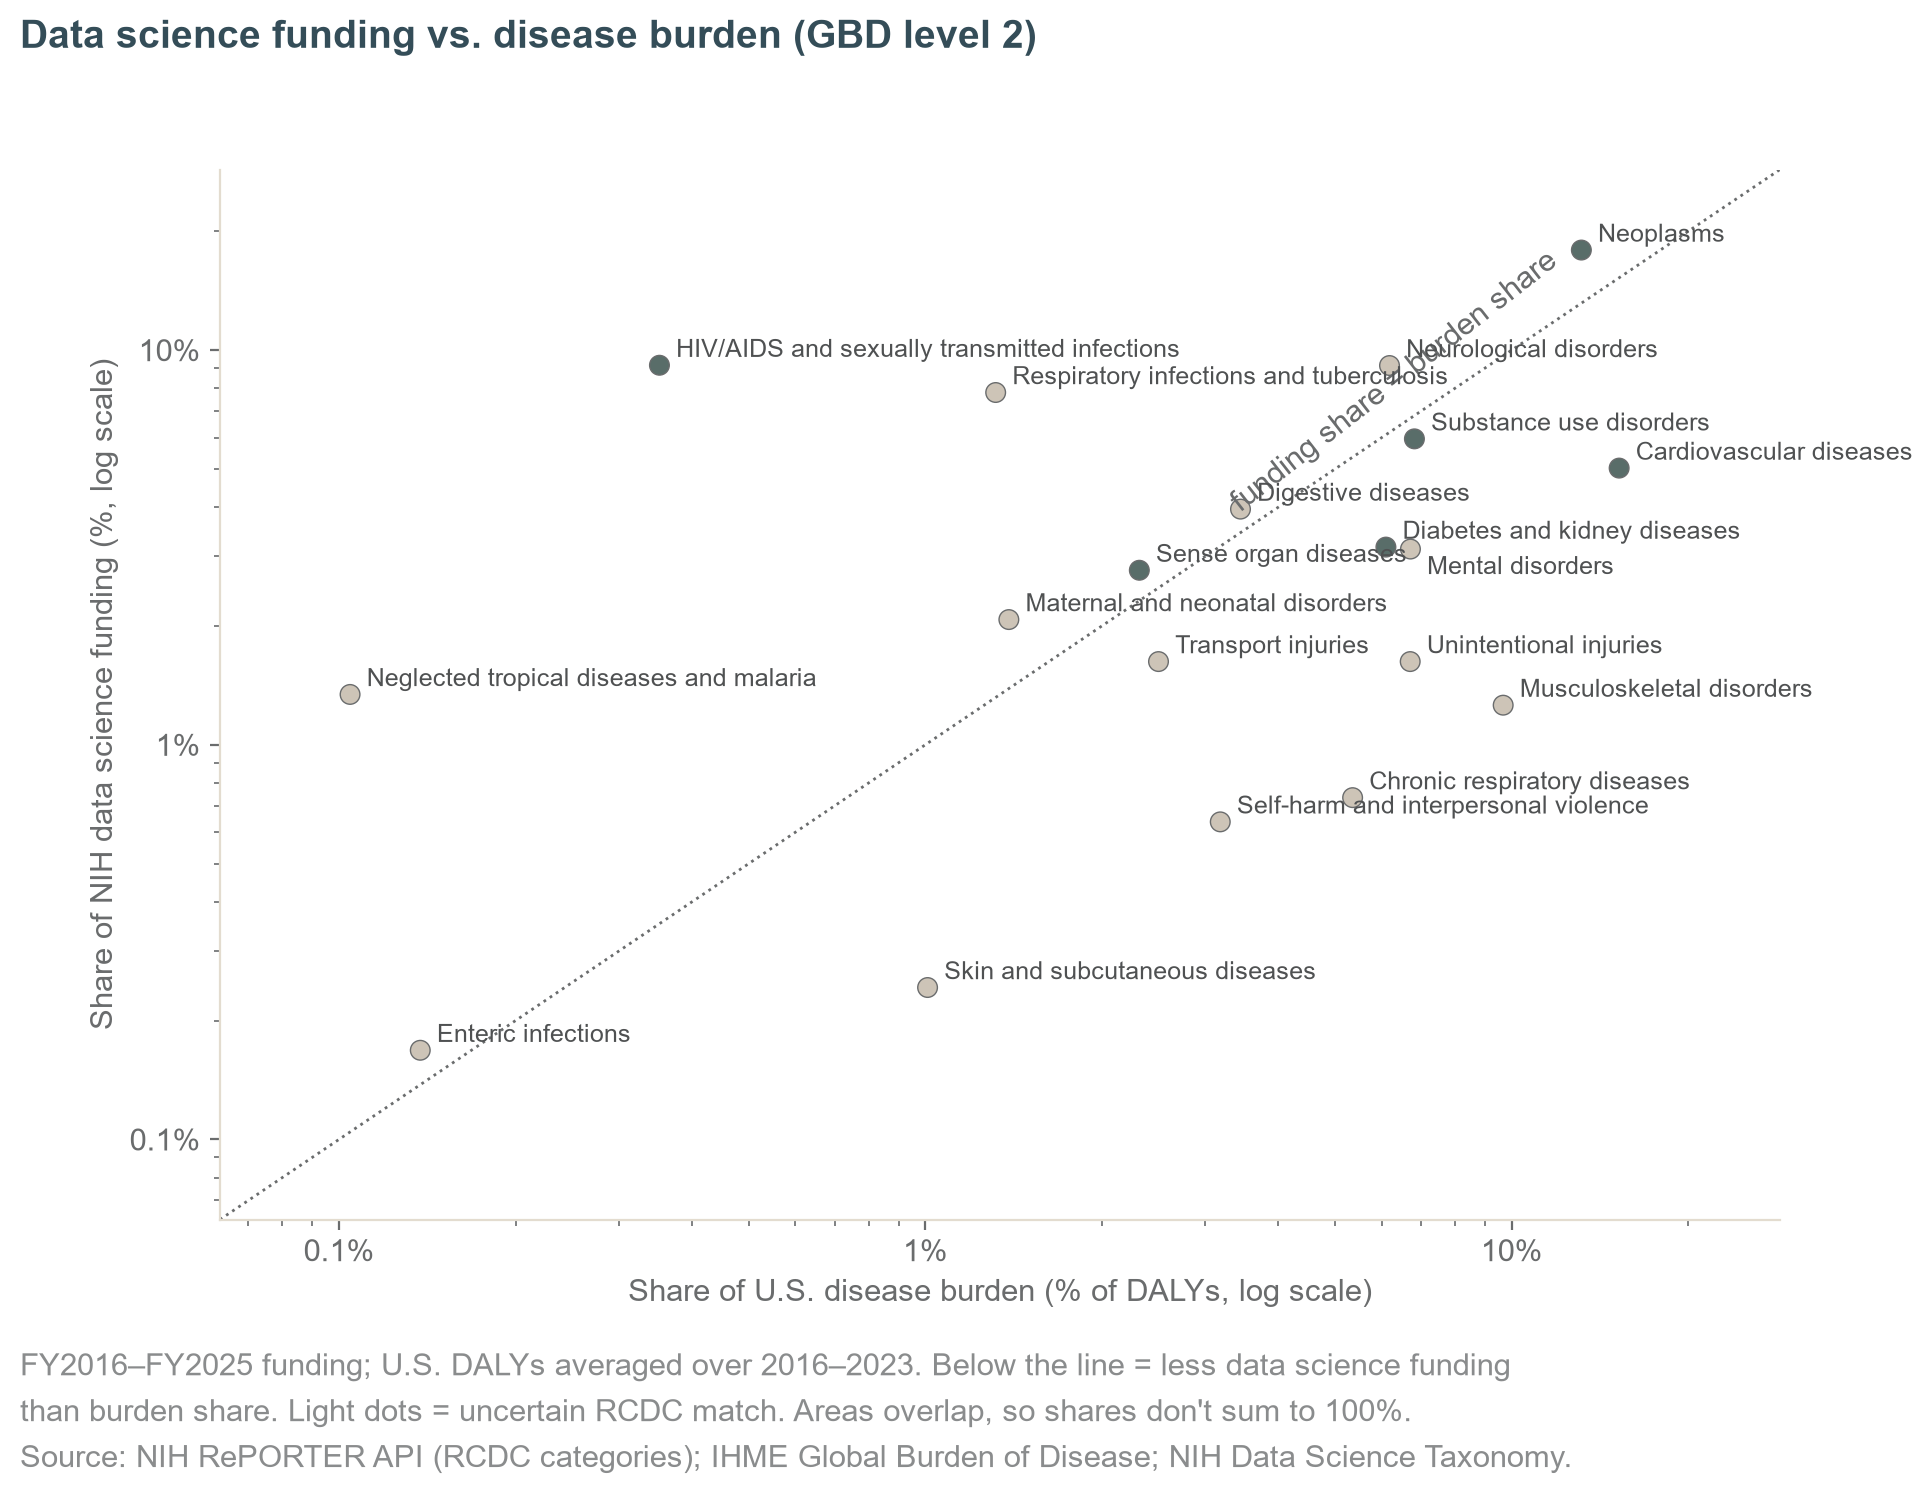 Data science funding vs. disease burden (GBD level 2)
Neoplasms
funding share = burden share
10%
HIV/AIDS and sexually transmitted infections
Neurological disorders
Respiratory infections and tuberculosis
Substance use disorders
Cardiovascular diseases
Digestive diseases
Diabetes and kidney diseases
Sense organ diseases
Mental disorders
Maternal and neonatal disorders
Transport injuries
Unintentional injuries
Neglected tropical diseases and malaria
Musculoskeletal disorders
1%
Chronic respiratory diseases
Self-harm and interpersonal violence
Skin and subcutaneous diseases
Enteric infections
0.1%
Share of NIH data science funding (%, log scale)
0.1%
1%
10%
Share of U.S. disease burden (% of DALYs, log scale)
FY2016–FY2025 funding; U.S. DALYs averaged over 2016–2023. Below the line = less data science funding
than burden share. Light dots = uncertain RCDC match. Areas overlap, so shares don't sum to 100%.
Source: NIH RePORTER API (RCDC categories); IHME Global Burden of Disease; NIH Data Science Taxonomy.